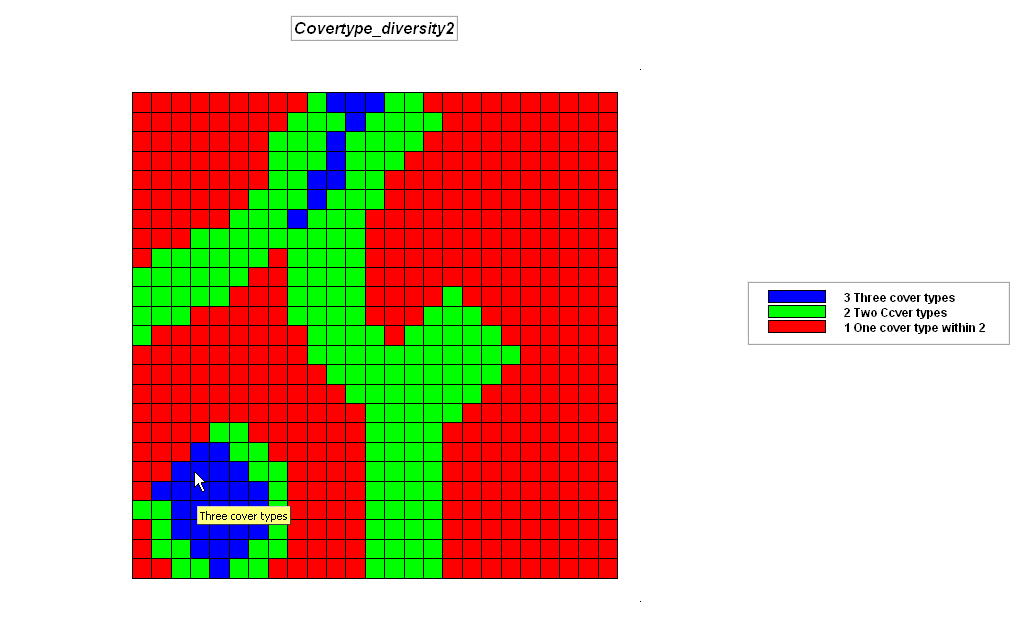 Covertype_diversity2
3 Three cover types
2 Two Ccver types
1 One cover type within 2
Three cover types